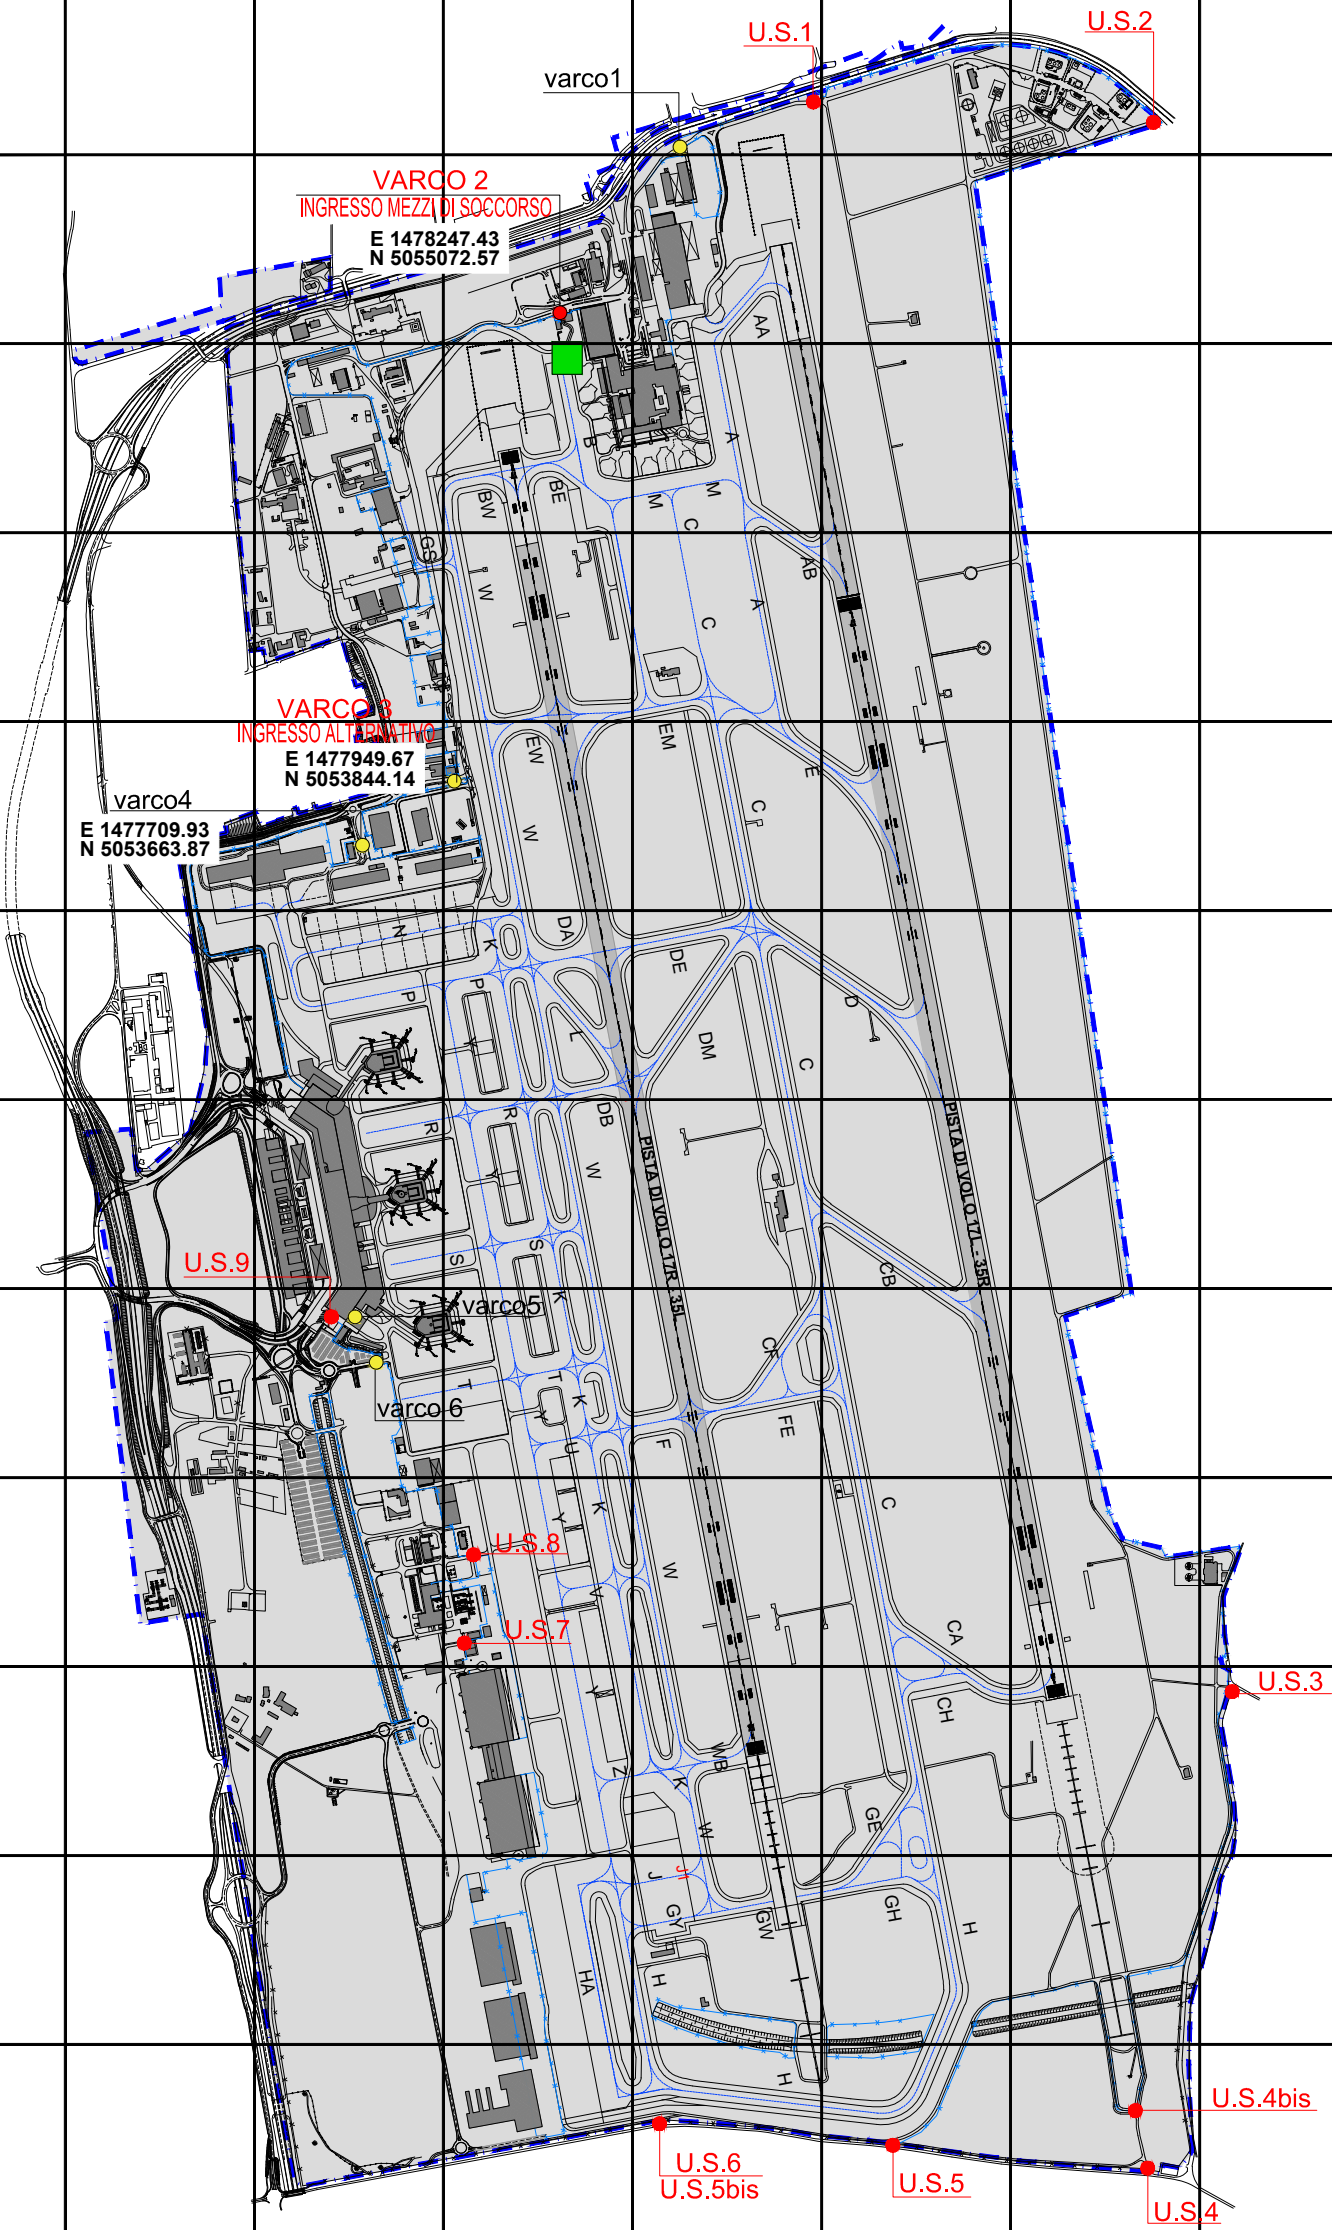 U.S.1
U.S.2
varco1
VARCO 2
INGRESSO MEZZI DI SOCCORSO
E 1478247.43
N 5055072.57
AA
B
A
BW
BE
M
M
C
GS
W
AB
A
C
VARCO 3
INGRESSO ALTERNATIVO
E 1477949.67
N 5053844.14
EW
EM
E
varco4
E 1477709.93
N 5053663.87
C
W
N
K
DA
DE
P
P
D
L
DM
C
Y
R
R
DB
PISTA DI VOLO 17R - 35L
PISTA DI VOLO 17L - 35R
Y
W
S
S
CB
U.S.9
K
varco5
CF
T
T
K
varco 6
Y
U
F
FE
K
C
Y
U.S.8
W
V
U.S.7
CA
U.S.3
Y
CH
WB
Z
K
W
GE
J
J1
GY
GW
GH
H
HA
H
H
U.S.4bis
U.S.6
U.S.5bis
U.S.5
U.S.4